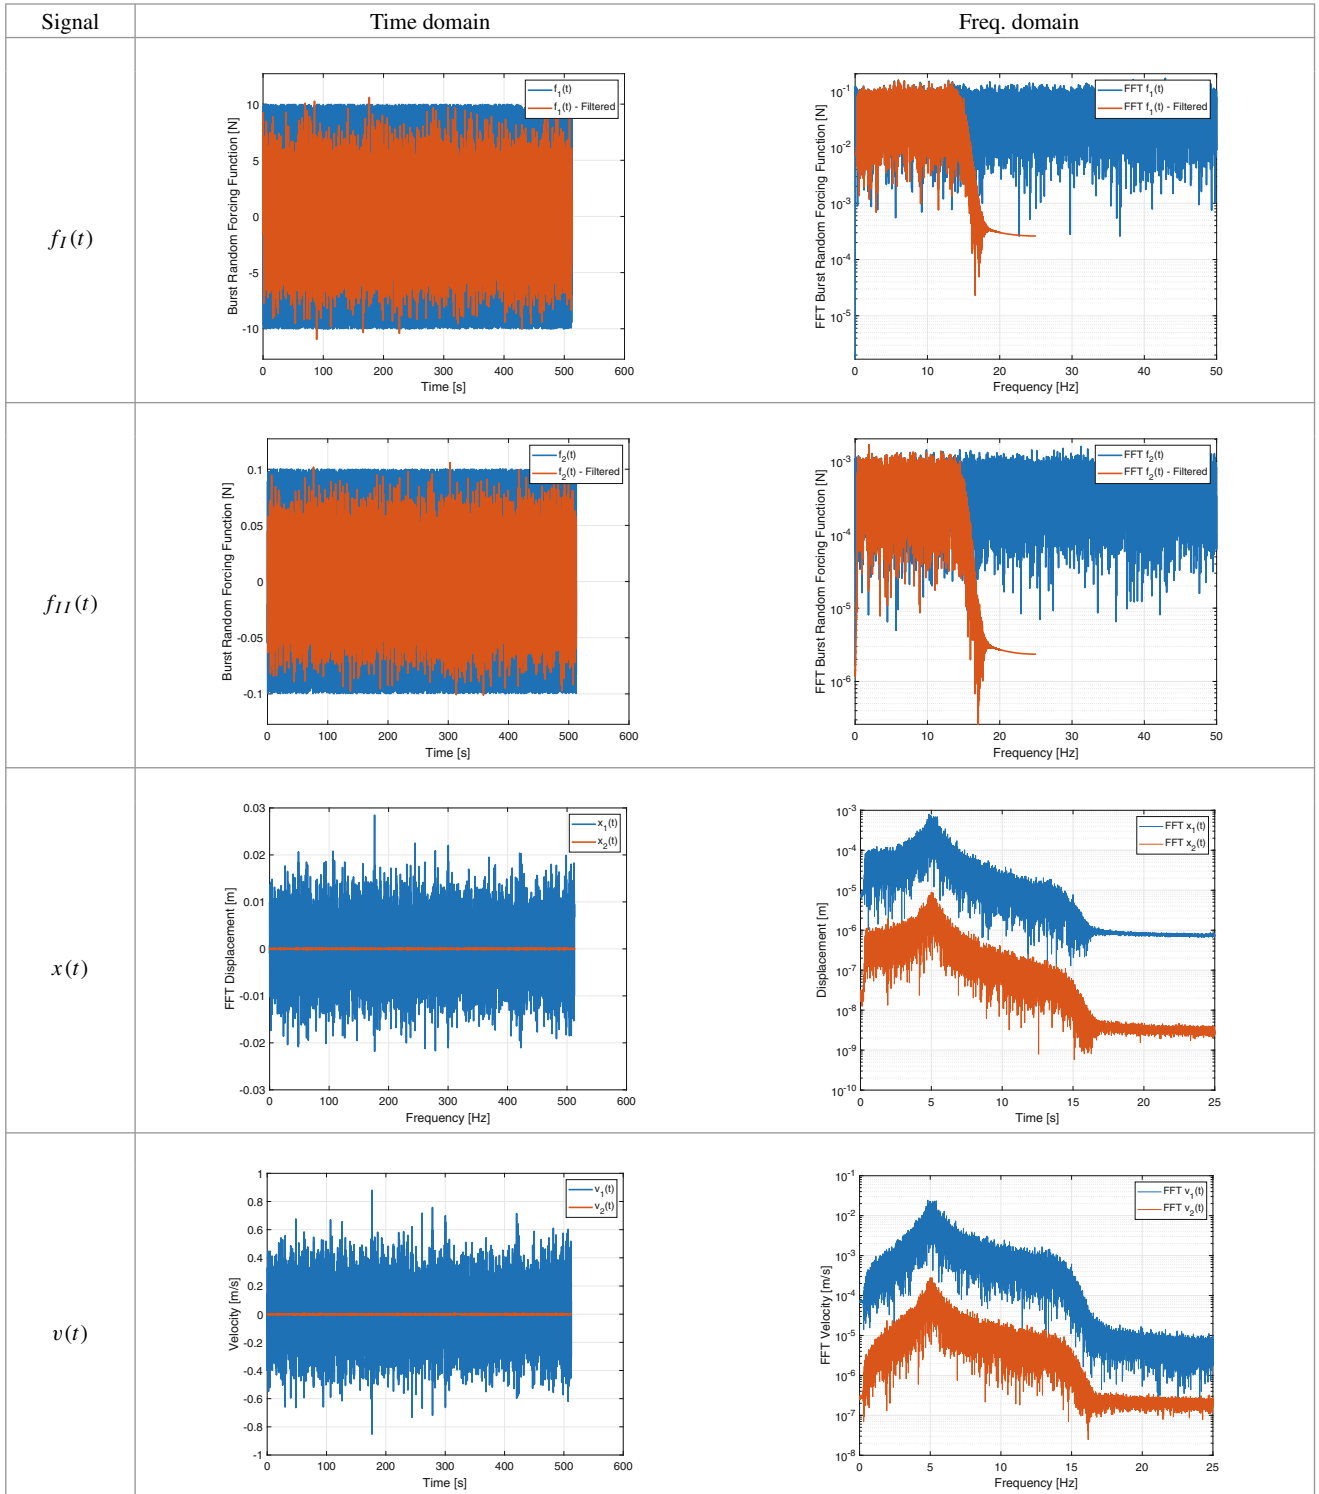 Signal Time domain Freq. domain
f_I(t)
Burst Random Forcing Function [N]
10
5
0
-5
-10
0 100 200 300 400 500 600
Time [s]
f_1(t)
f_1(t) - Filtered
FFT Burst Random Forcing Function [N]
10^-1
10^-2
10^-3
10^-4
10^-5
0 10 20 30 40 50
Frequency [Hz]
FFT f_1(t)
FFT f_1(t) - Filtered
f_II(t)
Burst Random Forcing Function [N]
0.1
0.05
0
-0.05
-0.1
0 100 200 300 400 500 600
Time [s]
f_2(t)
f_2(t) - Filtered
FFT Burst Random Forcing Function [N]
10^-3
10^-4
10^-5
10^-6
0 10 20 30 40 50
Frequency [Hz]
FFT f_2(t)
FFT f_2(t) - Filtered
x(t)
FFT Displacement [m]
0.03
0.02
0.01
0
-0.01
-0.02
-0.03
0 100 200 300 400 500 600
Frequency [Hz]
x_1(t)
x_2(t)
Displacement [m]
10^-3
10^-4
10^-5
10^-6
10^-7
10^-8
10^-9
10^-10
0 5 10 15 20 25
Time [s]
FFT x_1(t)
FFT x_2(t)
v(t)
Velocity [m/s]
1
0.8
0.6
0.4
0.2
0
-0.2
-0.4
-0.6
-0.8
-1
0 100 200 300 400 500 600
Time [s]
v_1(t)
v_2(t)
FFT Velocity [m/s]
10^-1
10^-2
10^-3
10^-4
10^-5
10^-6
10^-7
10^-8
0 5 10 15 20 25
Frequency [Hz]
FFT v_1(t)
FFT v_2(t)